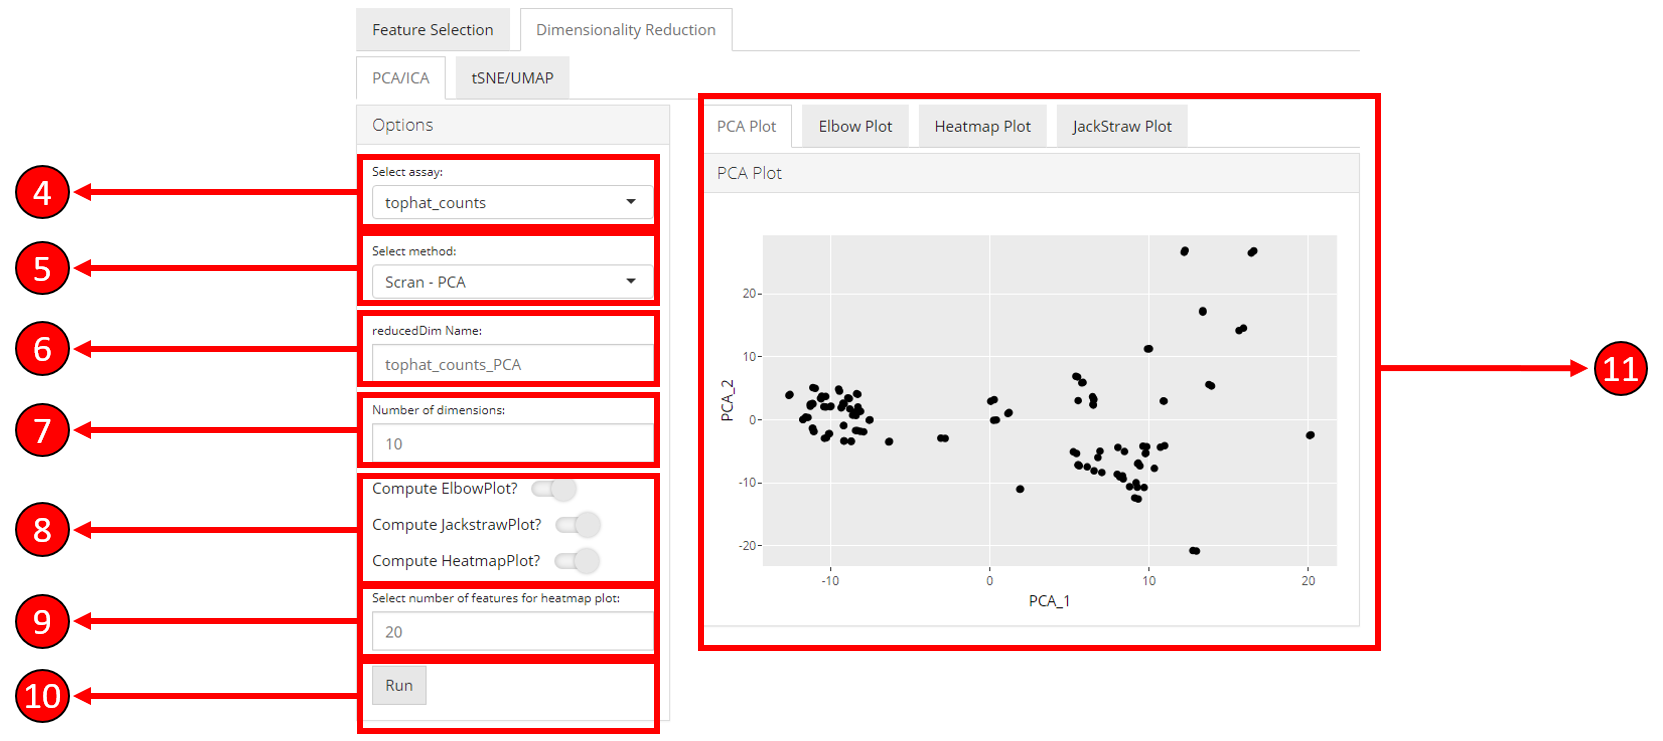 Feature Selection
Dimensionality Reduction
PCA/ICA
tSNE/UMAP
Options
4
Select assay:
tophat_counts
5
Select method:
Scran - PCA
6
reducedDim Name:
tophat_counts_PCA
7
Number of dimensions:
10
8
Compute ElbowPlot?
Compute JackstrawPlot?
Compute HeatmapPlot?
9
Select number of features for heatmap plot:
20
10
Run
PCA Plot
Elbow Plot
Heatmap Plot
JackStraw Plot
PCA Plot
PCA_2
20
10
0
-10
-20
-10
0
10
20
PCA_1
11